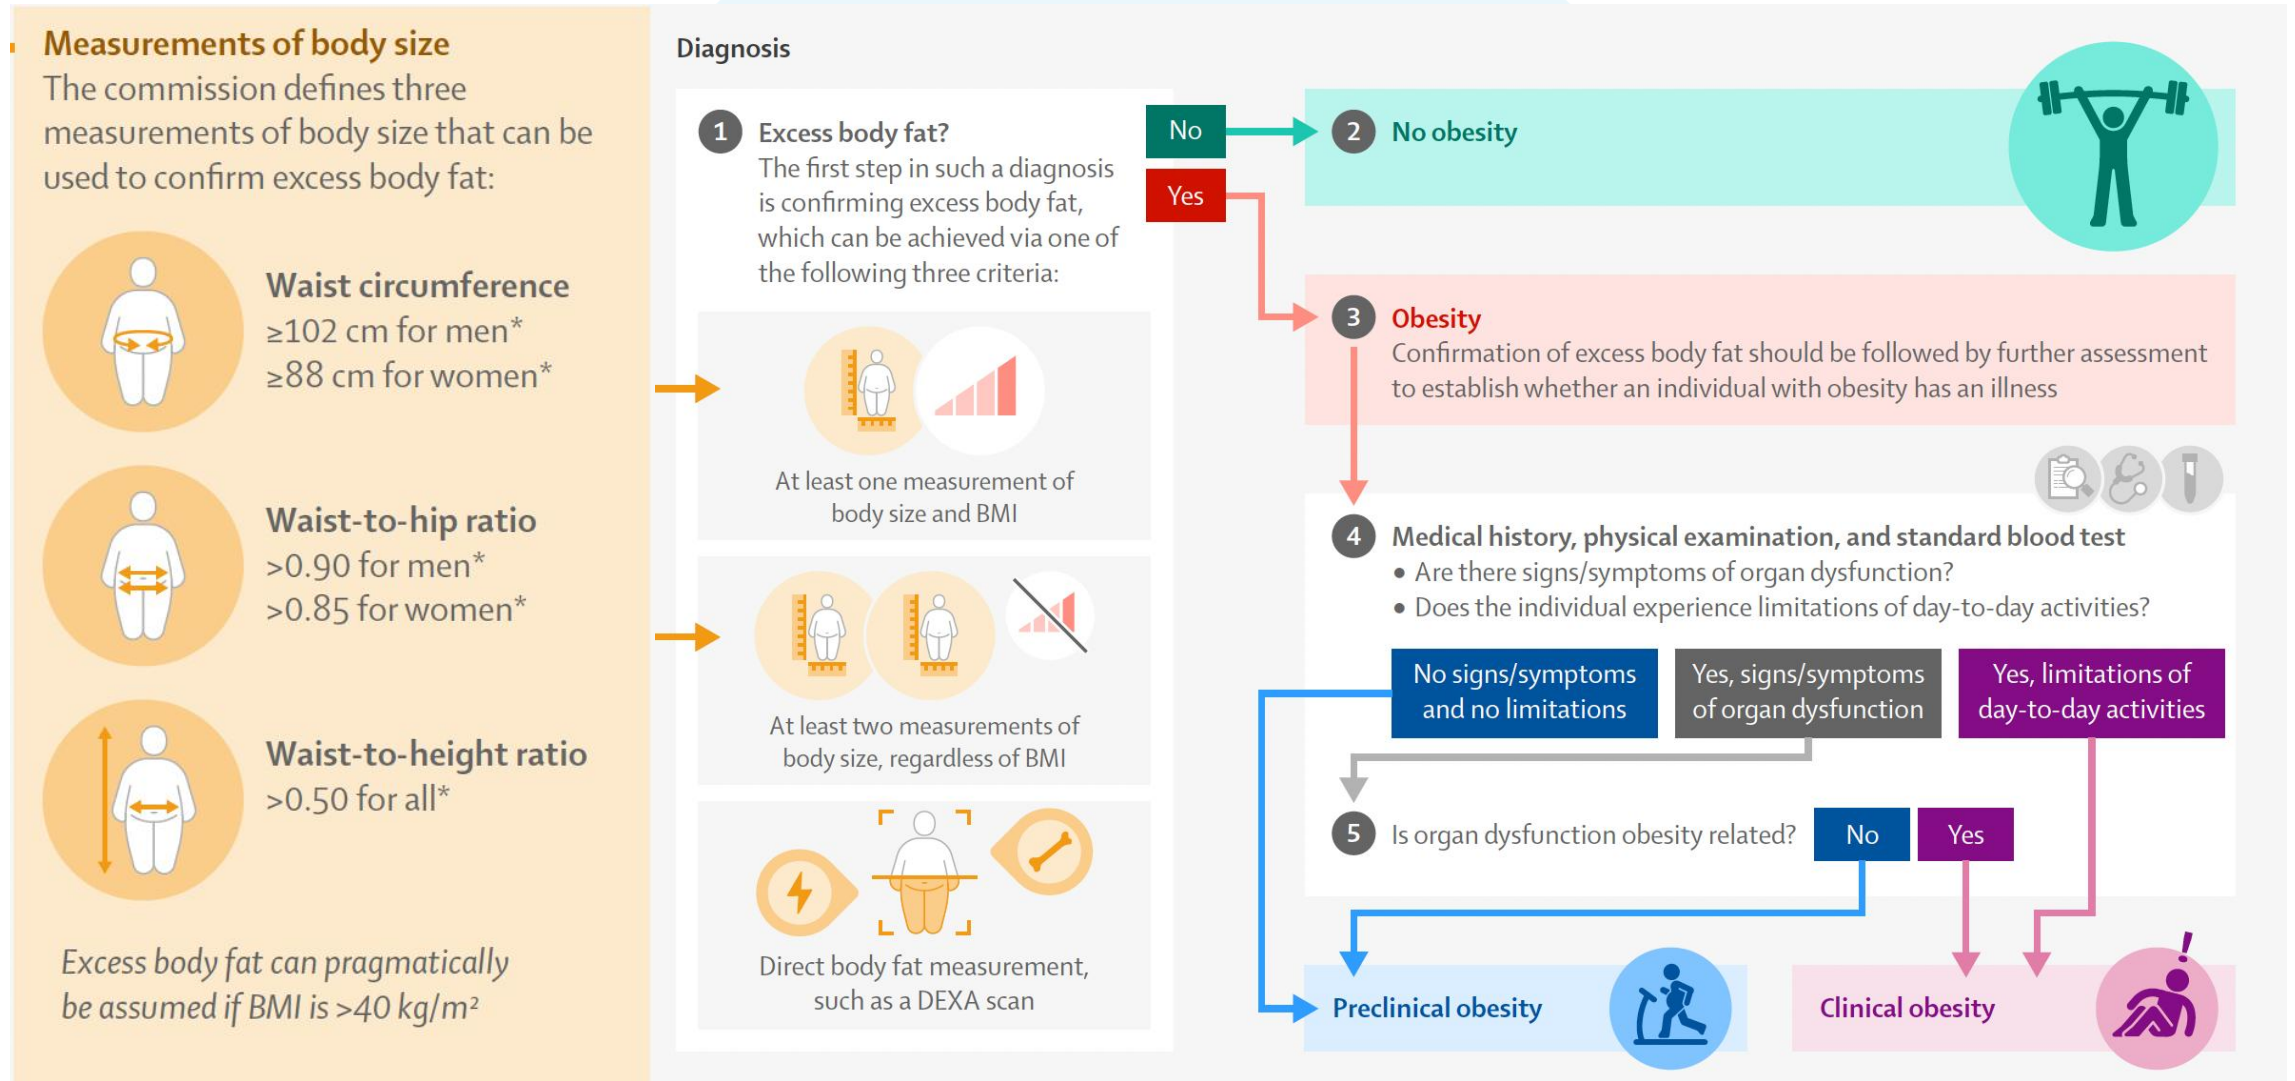 Measurements of body size
The commission defines three
measurements of body size that can be
used to confirm excess body fat:
Waist circumference
≥102 cm for men*
≥88 cm for women*
Waist-to-hip ratio
>0.90 for men*
>0.85 for women*
Waist-to-height ratio
>0.50 for all*
Excess body fat can pragmatically
be assumed if BMI is >40 kg/m²
Diagnosis
1 Excess body fat?
The first step in such a diagnosis
is confirming excess body fat,
which can be achieved via one of
the following three criteria:
At least one measurement of
body size and BMI
At least two measurements of
body size, regardless of BMI
Direct body fat measurement,
such as a DEXA scan
No
Yes
2 No obesity
3 Obesity
Confirmation of excess body fat should be followed by further assessment
to establish whether an individual with obesity has an illness
4 Medical history, physical examination, and standard blood test
• Are there signs/symptoms of organ dysfunction?
• Does the individual experience limitations of day-to-day activities?
No signs/symptoms
and no limitations
Yes, signs/symptoms
of organ dysfunction
Yes, limitations of
day-to-day activities
5 Is organ dysfunction obesity related?
No
Yes
Preclinical obesity
Clinical obesity
!